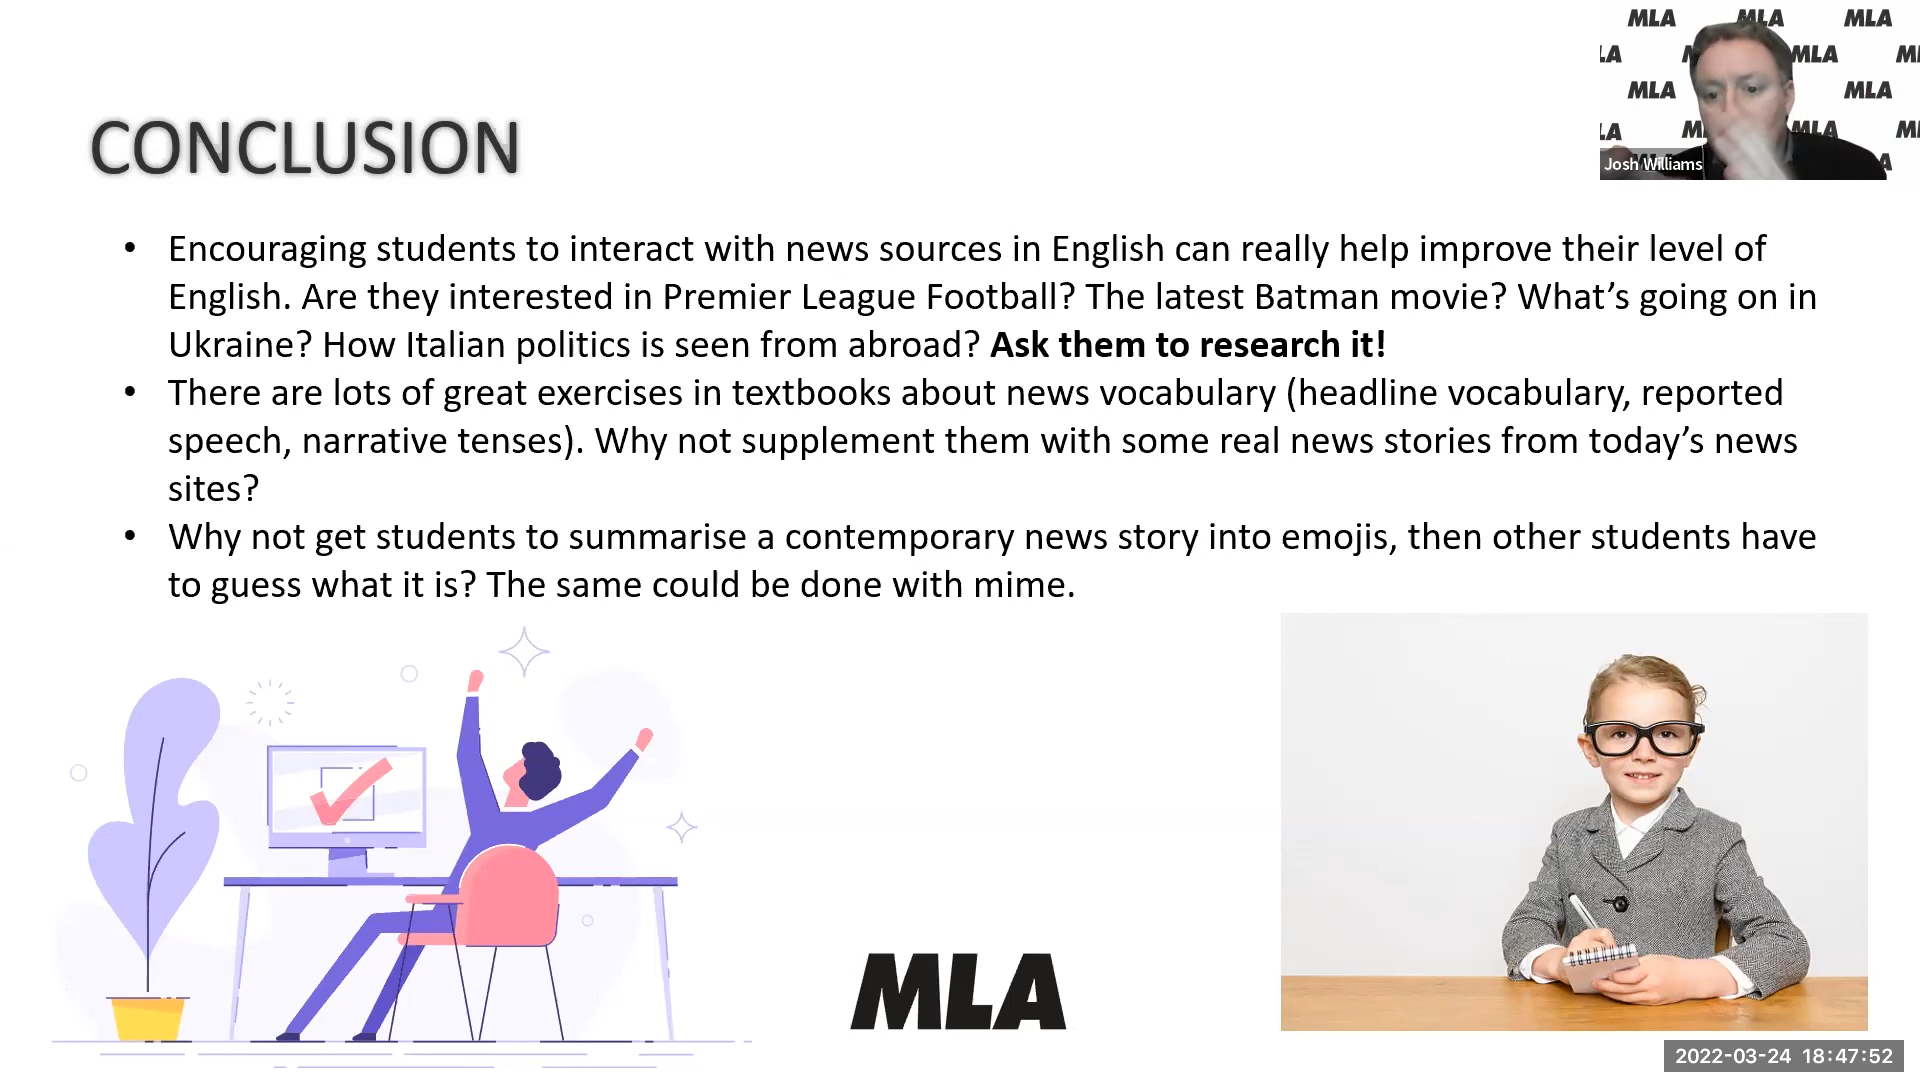 MLA MLA MLA
LA MLA
MLA MLA
LA MLA
CONCLUSION
Josh Williams
• Encouraging students to interact with news sources in English can really help improve their level of
English. Are they interested in Premier League Football? The latest Batman movie? What’s going on in
Ukraine? How Italian politics is seen from abroad? Ask them to research it!
• There are lots of great exercises in textbooks about news vocabulary (headline vocabulary, reported
speech, narrative tenses). Why not supplement them with some real news stories from today’s news
sites?
• Why not get students to summarise a contemporary news story into emojis, then other students have
to guess what it is? The same could be done with mime.
MLA
2022-03-24 18:47:52